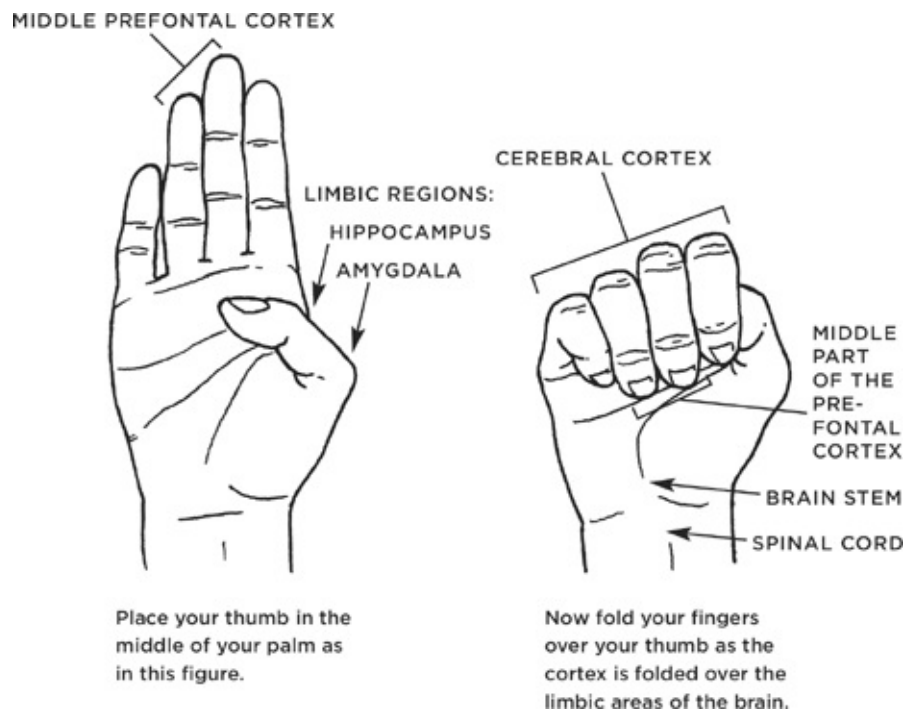 MIDDLE PREFONTAL CORTEX
LIMBIC REGIONS:
HIPPOCAMPUS
AMYGDALA
Place your thumb in the
middle of your palm as
in this figure.
CEREBRAL CORTEX
MIDDLE
PART
OF THE
PRE-
FONTAL
CORTEX
BRAIN STEM
SPINAL CORD
Now fold your fingers
over your thumb as the
cortex is folded over the
limbic areas of the brain.